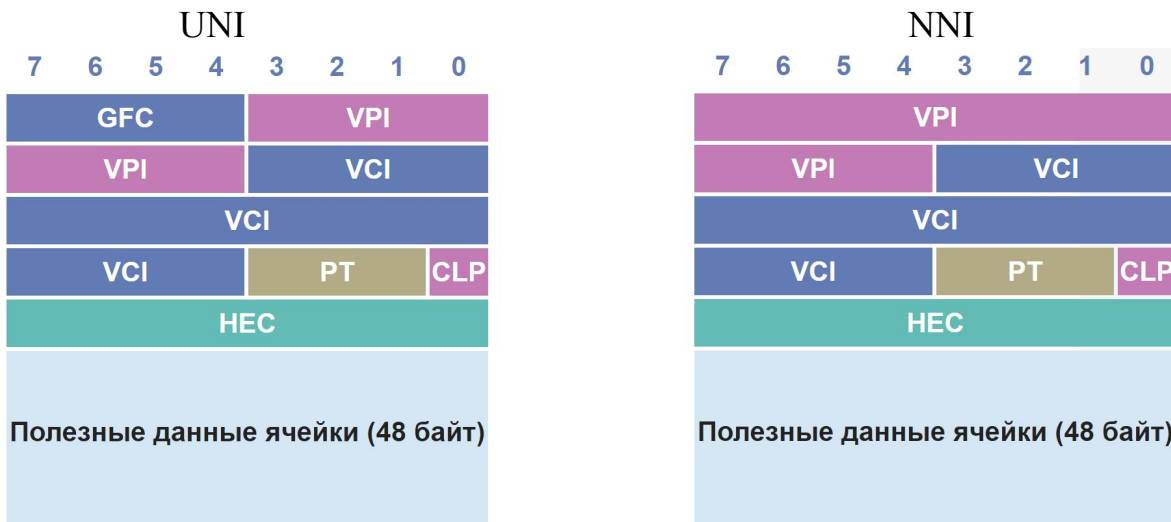 UNI NNI
7 6 5 4 3 2 1 0 7 6 5 4 3 2 1 0
GFC VPI VPI
VPI VCI VPI VCI
VCI VCI
VCI PT CLP VCI PT CLP
HEC HEC
Полезные данные ячейки (48 байт) Полезные данные ячейки (48 байт)